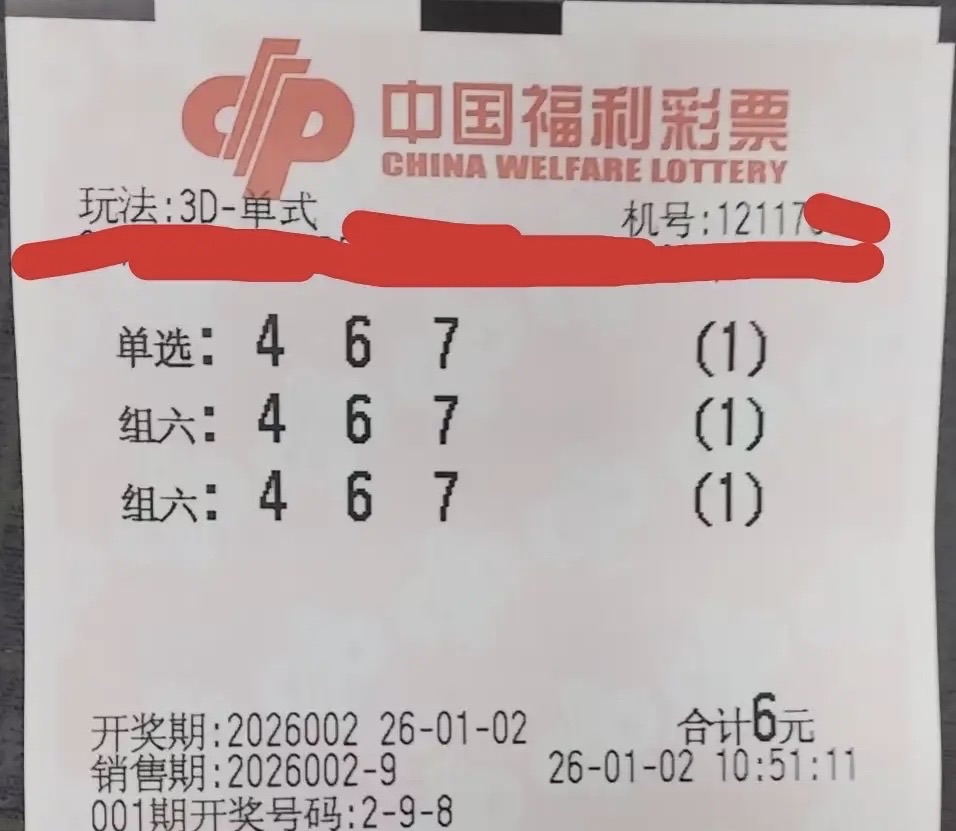 中国福利彩票
CHINA WELFARE LOTTERY
玩法:3D-单式 机号:12117
单选: 4 6 7 (1)
组六: 4 6 7 (1)
组六: 4 6 7 (1)
开奖期:2026002 26-01-02 合计6元
销售期:2026002-9 26-01-02 10:51:11
001期开奖号码:2-9-8